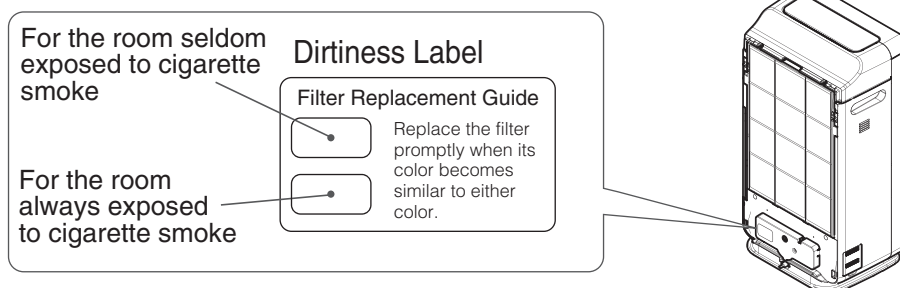 For the room seldom
exposed to cigarette
smoke
Dirtiness Label
Filter Replacement Guide
Replace the filter
promptly when its
color becomes
similar to either
color.
For the room
always exposed
to cigarette smoke